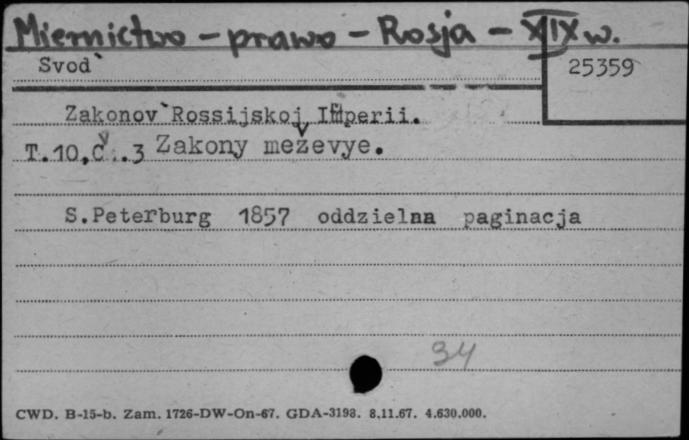 Miernictwo – prawo – Rosja – XIX w.
Svod`
25359
Zakonov` Rossijskoj Imperii.
T.10, č..3 Zakony meževye.
S.Peterburg 1857 oddzielna paginacja
34
CWD. B-15-b. Zam. 1726-DW-On-67. GDA-3198. 8.11.67. 4.630.000.